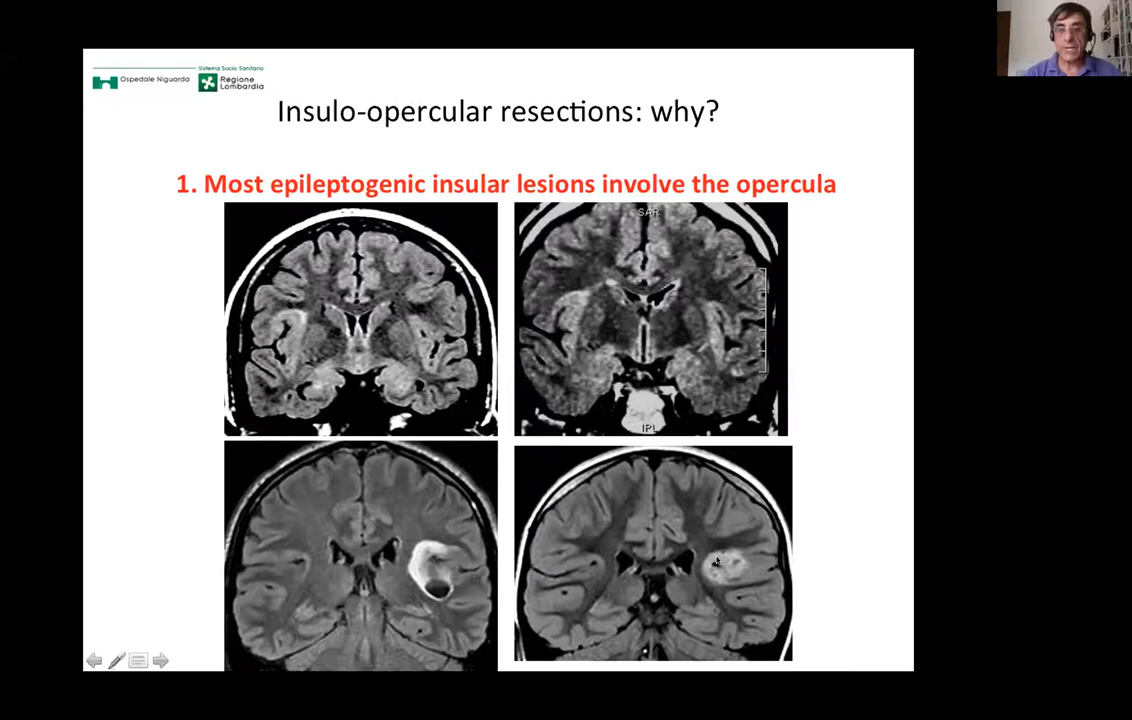 Ospedale Niguarda
Sistema Socio Sanitario
Regione
Lombardia
Insulo-opercular resections: why?
1. Most epileptogenic insular lesions involve the opercula
SAR
IPL